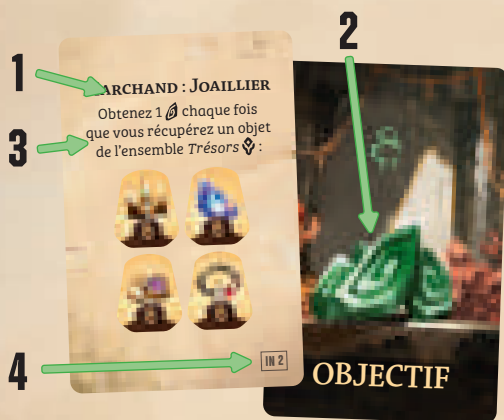 2
1
MARCHAND : JOAILLIER
Obtenez 1 chaque fois
que vous récupérez un objet
de l'ensemble Trésors :
3
4
IN 2
OBJECTIF